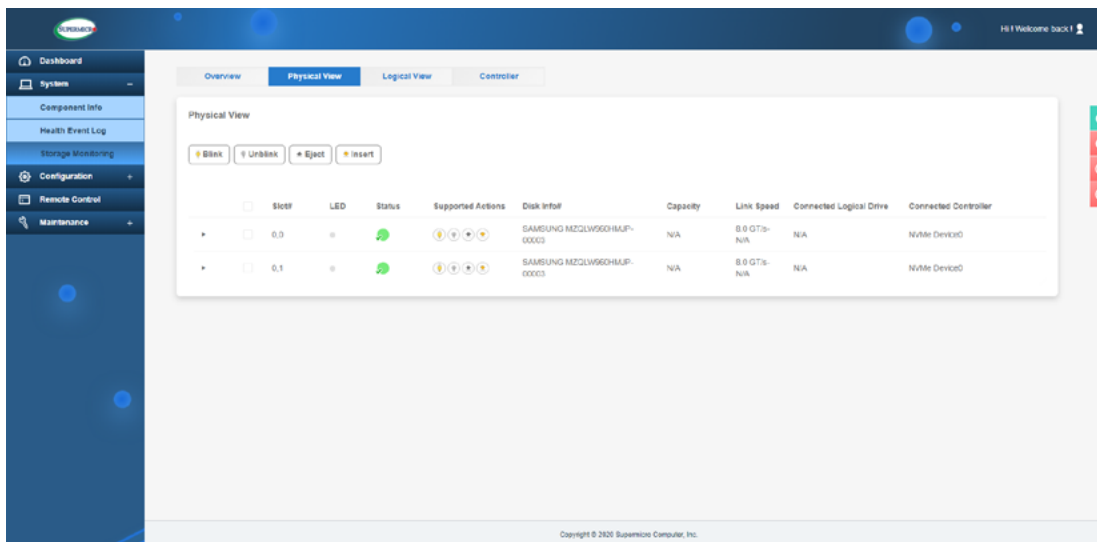 SUPERMICRO
Hi ! Welcome back !
Dashboard
System −
Component Info
Health Event Log
Storage Monitoring
Configuration +
Remote Control
Maintenance +
Overview Physical View Logical View Controller
Physical View
Blink Unblink Eject Insert
Slot# LED Status Supported Actions Disk Info# Capacity Link Speed Connected Logical Drive Connected Controller
0,0 SAMSUNG MZQLW960HMJP-00003 N/A 8.0 GT/s-N/A N/A NVMe Device0
0,1 SAMSUNG MZQLW960HMJP-00003 N/A 8.0 GT/s-N/A N/A NVMe Device0
Copyright © 2020 Supermicro Computer, Inc.